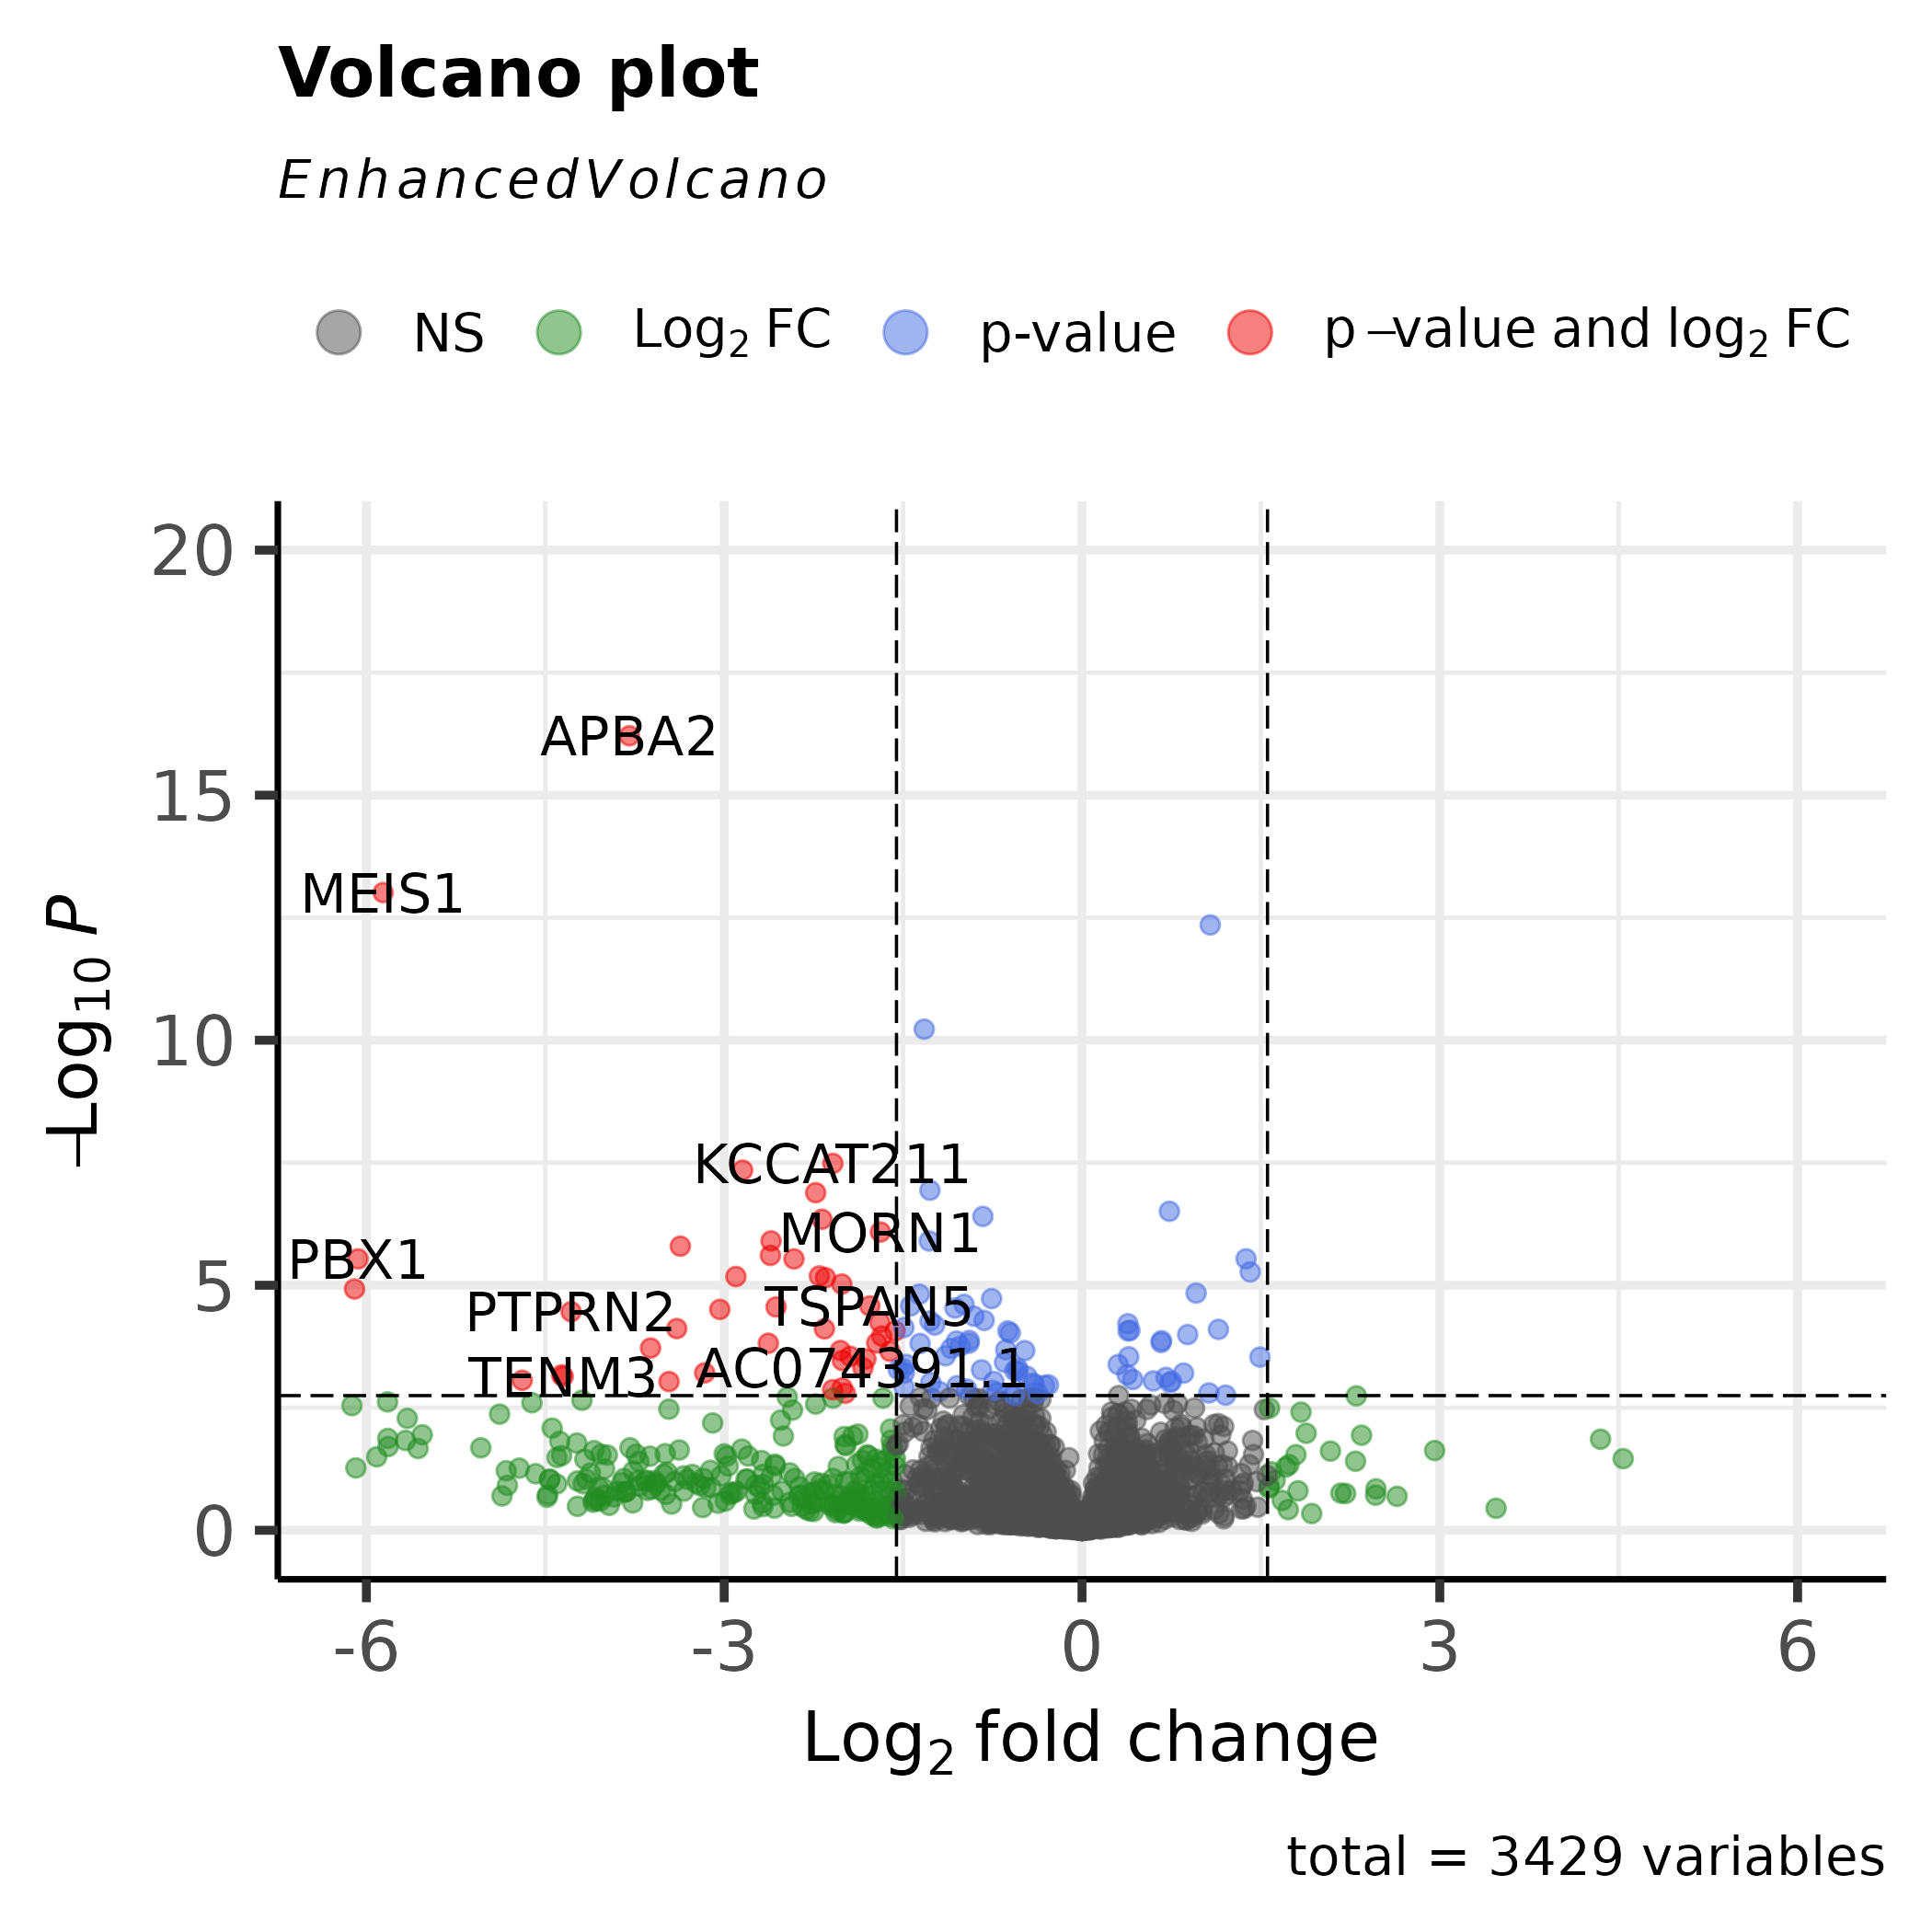 Volcano plot
EnhancedVolcano
NS Log₂ FC p-value p−value and log₂ FC
20
15
10
5
0
−Log₁₀ P
APBA2
MEIS1
KCCAT211
MORN1
PBX1
TSPAN5
PTPRN2
AC074391.1
TENM3
-6 -3 0 3 6
Log₂ fold change
total = 3429 variables